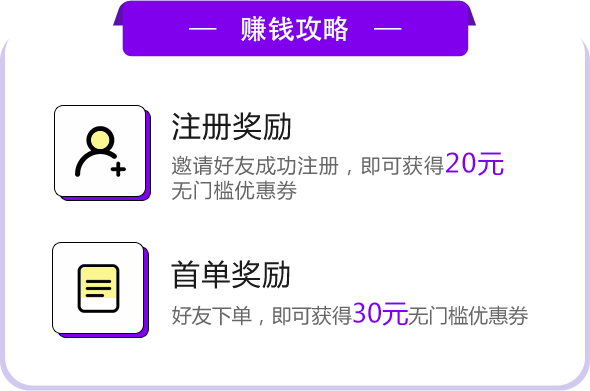 赚钱攻略
注册奖励
邀请好友成功注册，即可获得20元
无门槛优惠券
首单奖励
好友下单，即可获得30元无门槛优惠券